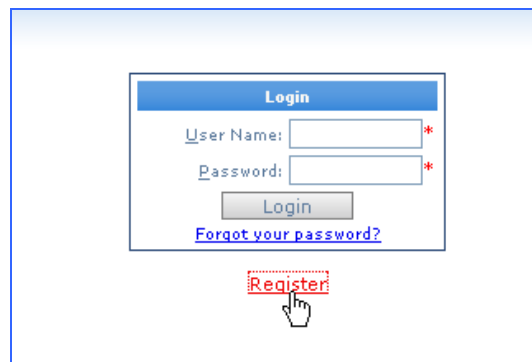 Login
User Name: *
Password: *
Login
Forgot your password?
Register